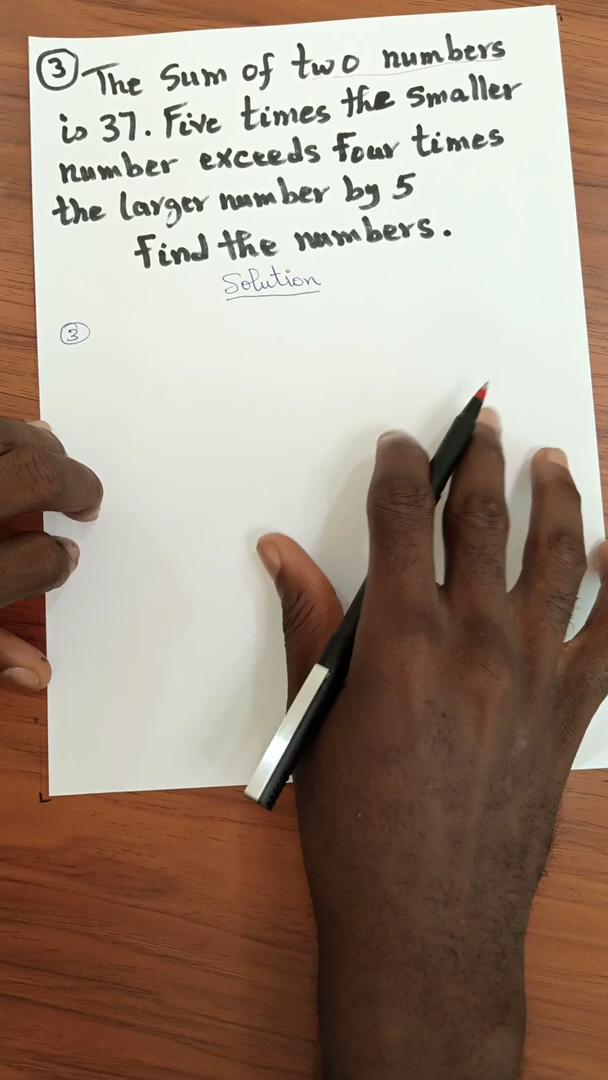 ③ The Sum of two numbers
is 37. Five times the smaller
number exceeds four times
the larger number by 5
find the numbers.
Solution
③